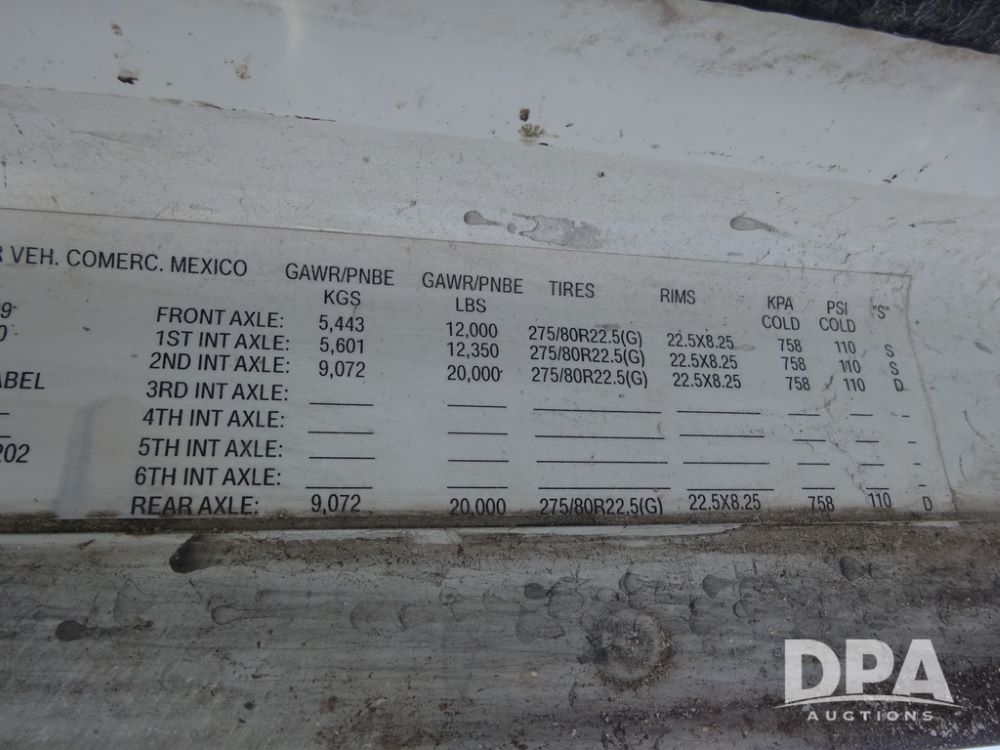 R VEH. COMERC. MEXICO GAWR/PNBE KGS GAWR/PNBE LBS TIRES RIMS KPA COLD PSI COLD "S"
FRONT AXLE: 5,443 12,000 275/80R22.5(G) 22.5X8.25 758 110 S
1ST INT AXLE: 5,601 12,350 275/80R22.5(G) 22.5X8.25 758 110 S
2ND INT AXLE: 9,072 20,000 275/80R22.5(G) 22.5X8.25 758 110 D
ABEL 3RD INT AXLE:
4TH INT AXLE:
202 5TH INT AXLE:
6TH INT AXLE:
REAR AXLE: 9,072 20,000 275/80R22.5(G) 22.5X8.25 758 110 D
DPA
AUCTIONS